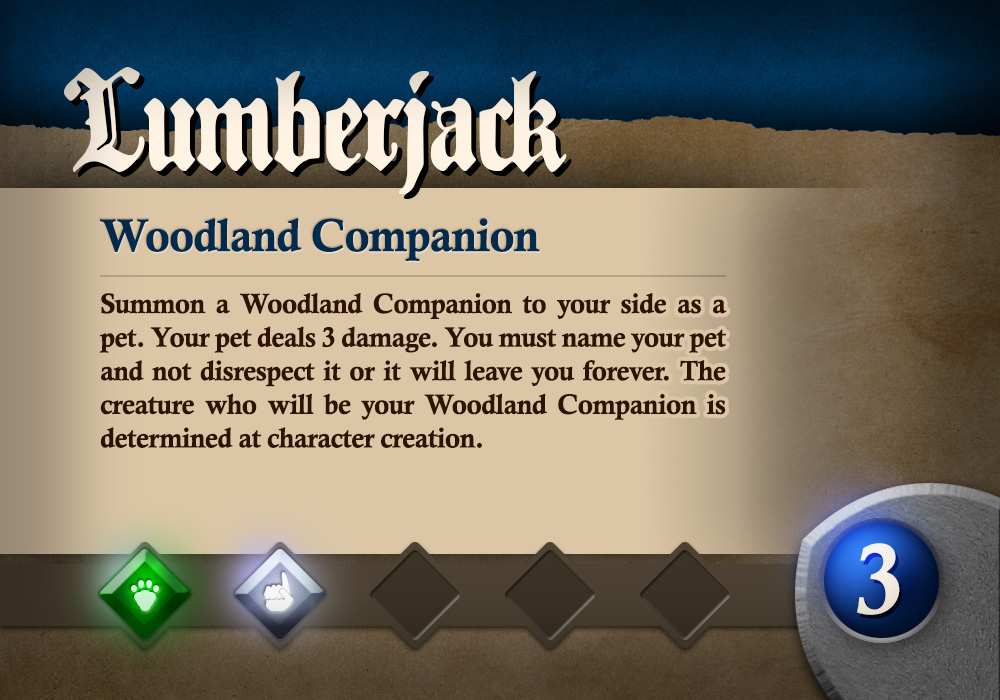 Lumberjack
Woodland Companion
Summon a Woodland Companion to your side as a
pet. Your pet deals 3 damage. You must name your pet
and not disrespect it or it will leave you forever. The
creature who will be your Woodland Companion is
determined at character creation.
3